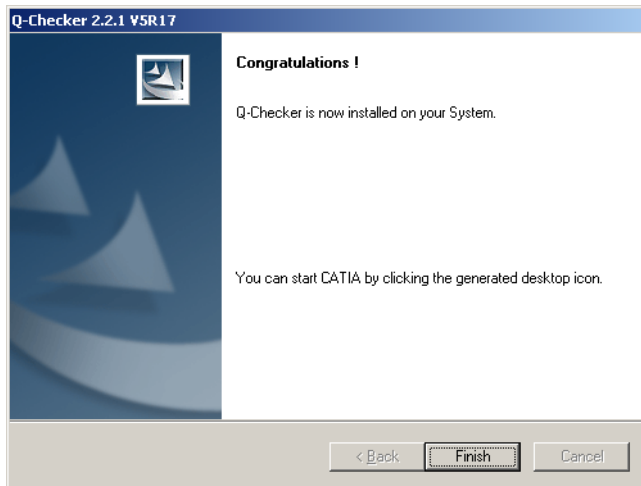 Q-Checker 2.2.1 V5R17
Congratulations !
Q-Checker is now installed on your System.
You can start CATIA by clicking the generated desktop icon.
< Back
Finish
Cancel